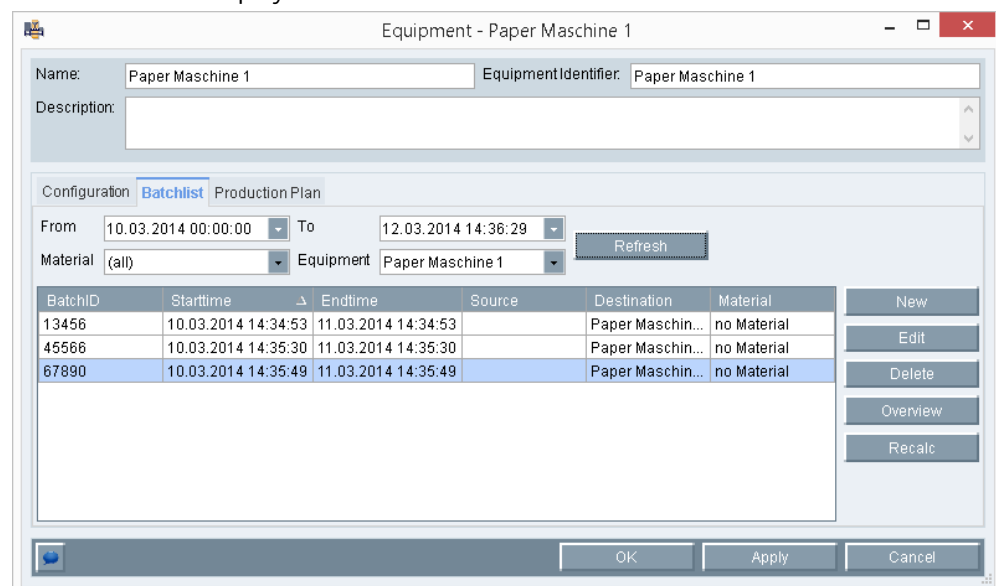 Equipment - Paper Maschine 1
Name: Paper Maschine 1 Equipment Identifier: Paper Maschine 1
Description:
Configuration Batchlist Production Plan
From 10.03.2014 00:00:00 To 12.03.2014 14:36:29 Refresh
Material (all) Equipment Paper Maschine 1
BatchID Starttime Endtime Source Destination Material
13456 10.03.2014 14:34:53 11.03.2014 14:34:53 Paper Maschin... no Material
45566 10.03.2014 14:35:30 11.03.2014 14:35:30 Paper Maschin... no Material
67890 10.03.2014 14:35:49 11.03.2014 14:35:49 Paper Maschin... no Material
New
Edit
Delete
Overview
Recalc
OK Apply Cancel